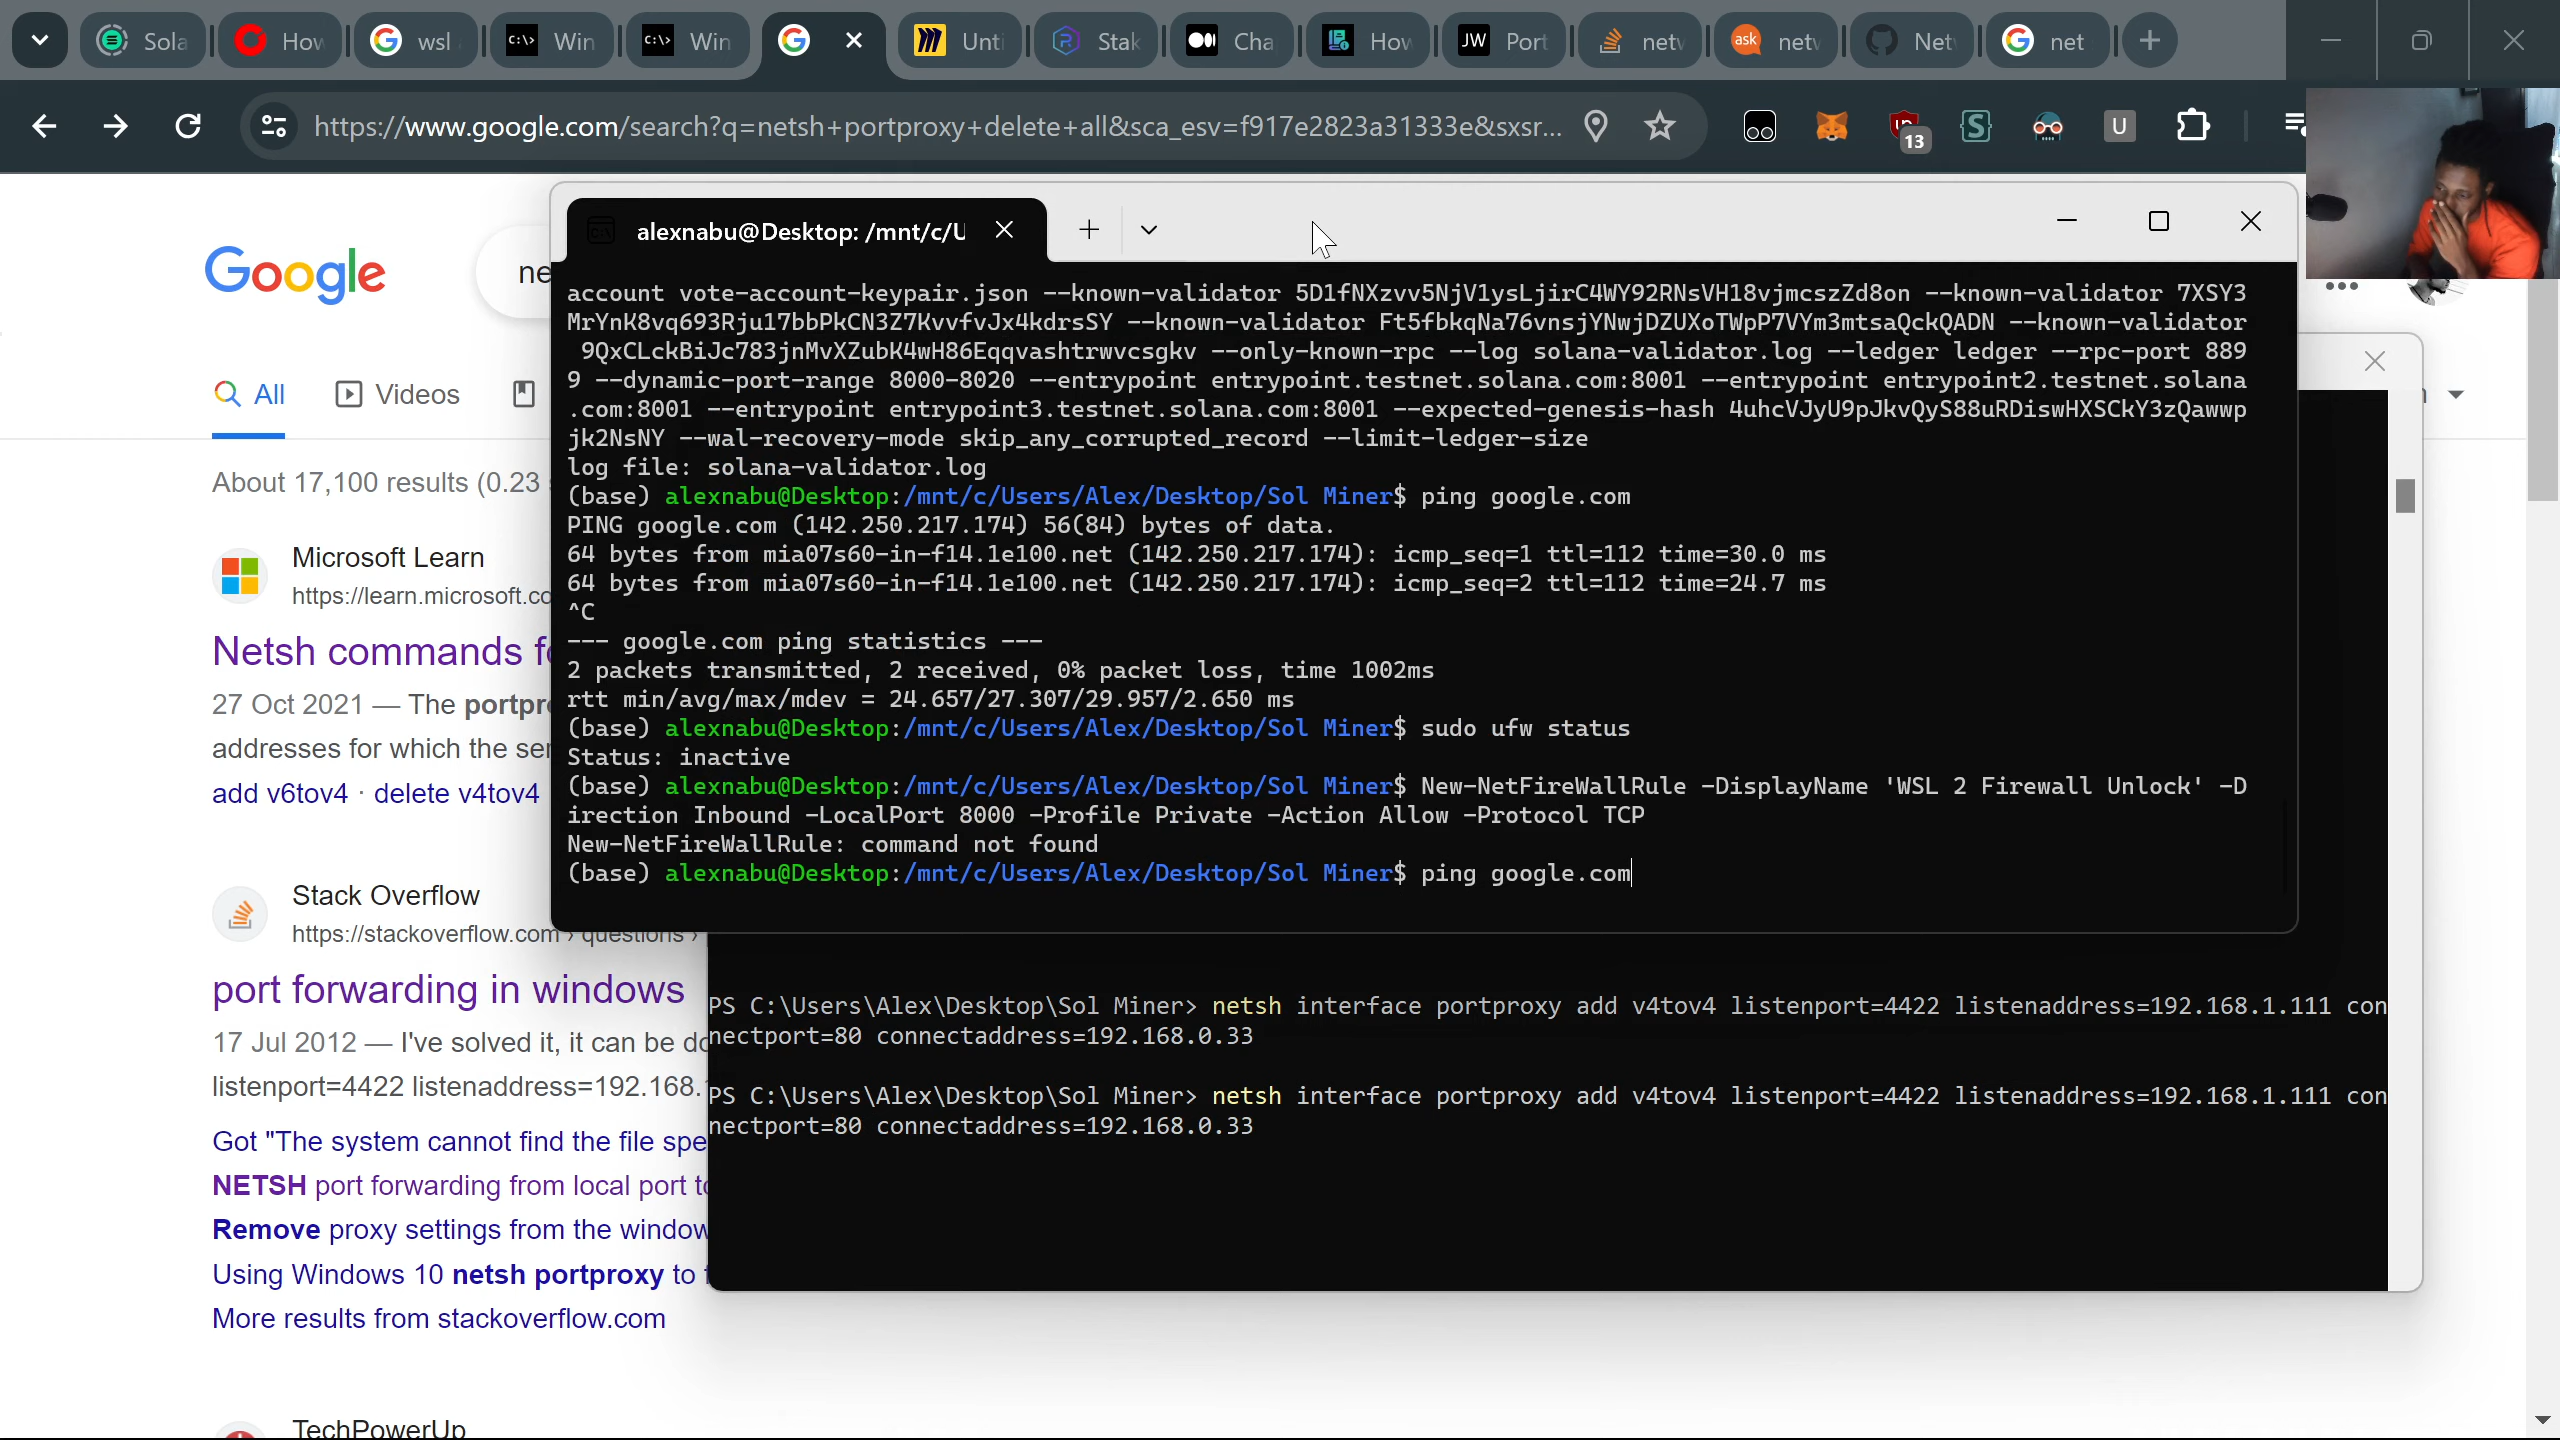 Sola
How
wsl
Win
Win
Unti
Stak
Cha
How
Port
netw
netv
Net
net
https://www.google.com/search?q=netsh+portproxy+delete+all&sca_esv=f917e2823a31333e&sxsr...
13
U
alexnabu@Desktop: /mnt/c/U
Google
ne
All
Videos
account vote-account-keypair.json --known-validator 5D1fNXzvv5NjV1ysLjirC4WY92RNsVH18vjmcszZd8on --known-validator 7XSY3
MrYnK8vq693Rju17bbPkCN3Z7KvvfvJx4kdrsSY --known-validator Ft5fbkqNa76vnsjYNwjDZUXoTWpP7VYm3mtsaQckQADN --known-validator
9QxCLckBiJc783jnMvXZubK4wH86Eqqvashtrwvcsgkv --only-known-rpc --log solana-validator.log --ledger ledger --rpc-port 889
9 --dynamic-port-range 8000-8020 --entrypoint entrypoint.testnet.solana.com:8001 --entrypoint entrypoint2.testnet.solana
.com:8001 --entrypoint entrypoint3.testnet.solana.com:8001 --expected-genesis-hash 4uhcVJyU9pJkvQyS88uRDiswHXSCkY3zQawwp
jk2NsNY --wal-recovery-mode skip_any_corrupted_record --limit-ledger-size
log file: solana-validator.log
(base) alexnabu@Desktop:/mnt/c/Users/Alex/Desktop/Sol Miner$ ping google.com
PING google.com (142.250.217.174) 56(84) bytes of data.
64 bytes from mia07s60-in-f14.1e100.net (142.250.217.174): icmp_seq=1 ttl=112 time=30.0 ms
64 bytes from mia07s60-in-f14.1e100.net (142.250.217.174): icmp_seq=2 ttl=112 time=24.7 ms
^C
--- google.com ping statistics ---
2 packets transmitted, 2 received, 0% packet loss, time 1002ms
rtt min/avg/max/mdev = 24.657/27.307/29.957/2.650 ms
(base) alexnabu@Desktop:/mnt/c/Users/Alex/Desktop/Sol Miner$ sudo ufw status
Status: inactive
(base) alexnabu@Desktop:/mnt/c/Users/Alex/Desktop/Sol Miner$ New-NetFireWallRule -DisplayName 'WSL 2 Firewall Unlock' -D
irection Inbound -LocalPort 8000 -Profile Private -Action Allow -Protocol TCP
New-NetFireWallRule: command not found
(base) alexnabu@Desktop:/mnt/c/Users/Alex/Desktop/Sol Miner$ ping google.com
About 17,100 results (0.23 s
Microsoft Learn
https://learn.microsoft.co
Netsh commands fo
27 Oct 2021 — The portpro
addresses for which the ser
add v6tov4 · delete v4tov4
Stack Overflow
https://stackoverflow.com › questions ›
port forwarding in windows
17 Jul 2012 — I've solved it, it can be do
listenport=4422 listenaddress=192.168.
Got "The system cannot find the file spe
NETSH port forwarding from local port to
Remove proxy settings from the window
Using Windows 10 netsh portproxy to f
More results from stackoverflow.com
TechPowerUp
PS C:\Users\Alex\Desktop\Sol Miner> netsh interface portproxy add v4tov4 listenport=4422 listenaddress=192.168.1.111 con
nectport=80 connectaddress=192.168.0.33
PS C:\Users\Alex\Desktop\Sol Miner> netsh interface portproxy add v4tov4 listenport=4422 listenaddress=192.168.1.111 con
nectport=80 connectaddress=192.168.0.33